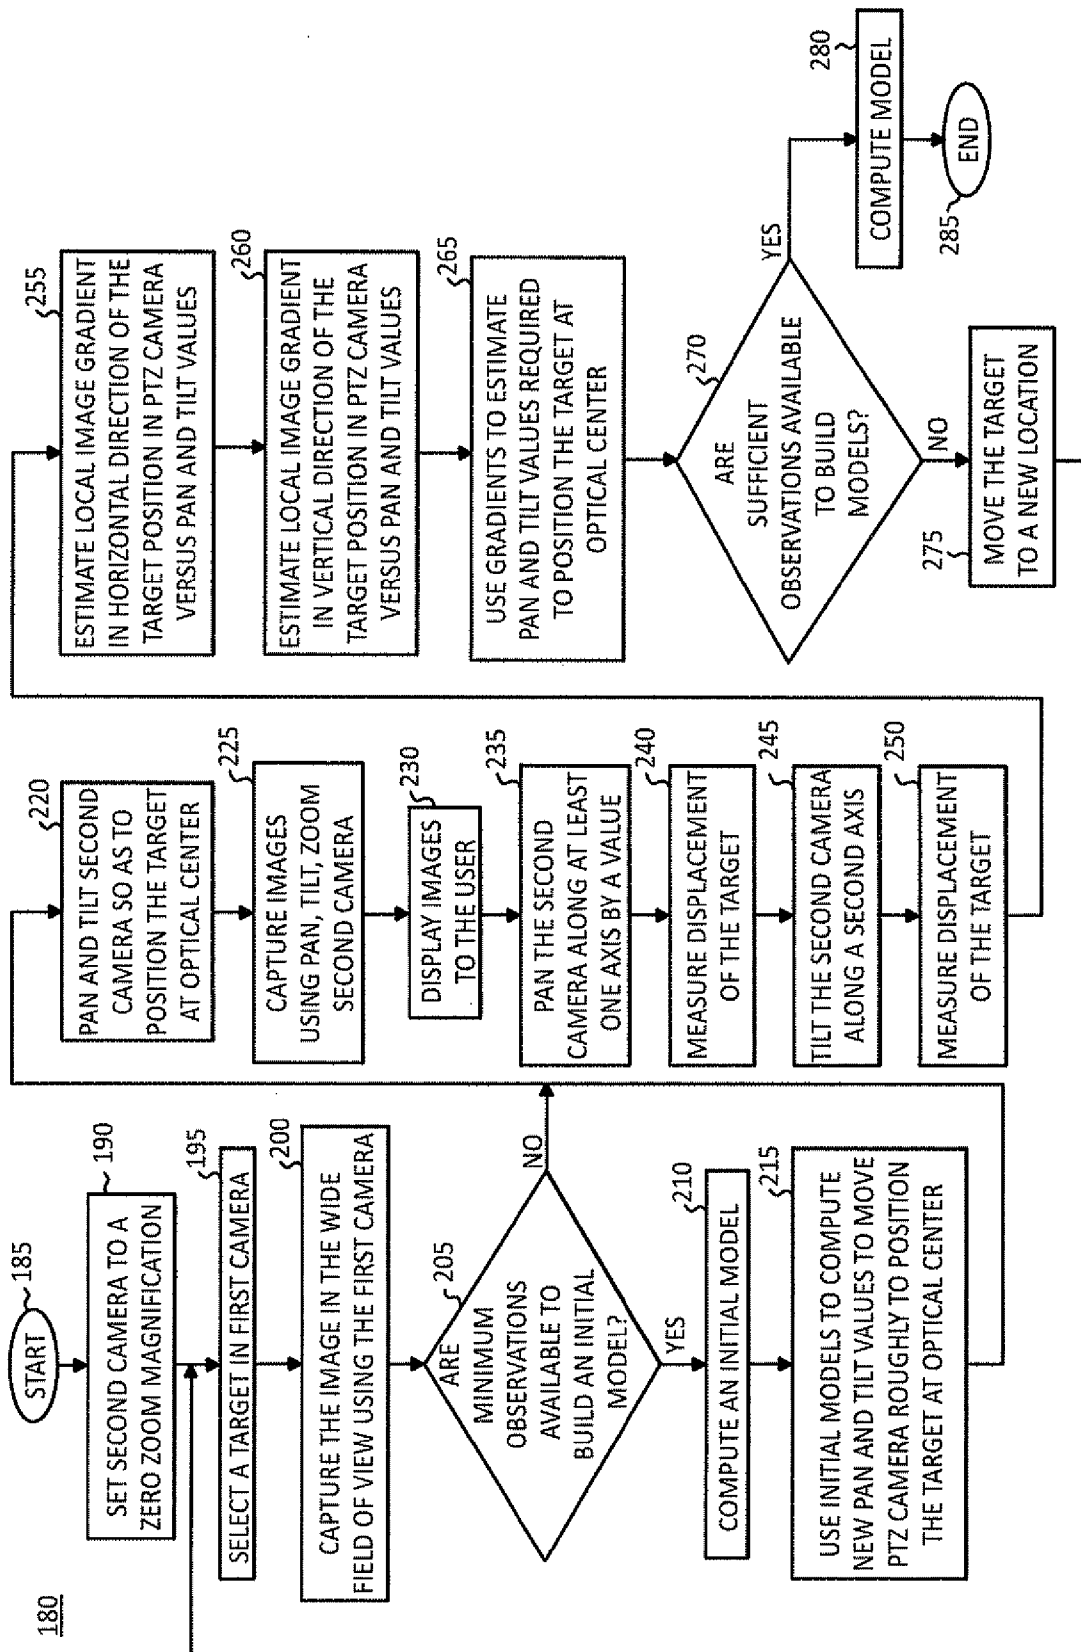 180
START
185
SET SECOND CAMERA TO A
ZERO ZOOM MAGNIFICATION
190
SELECT A TARGET IN FIRST CAMERA
195
CAPTURE THE IMAGE IN THE WIDE
FIELD OF VIEW USING THE FIRST CAMERA
200
ARE
MINIMUM
OBSERVATIONS
AVAILABLE TO
BUILD AN INITIAL
MODEL?
205
NO
YES
COMPUTE AN INITIAL MODEL
210
USE INITIAL MODELS TO COMPUTE
NEW PAN AND TILT VALUES TO MOVE
PTZ CAMERA ROUGHLY TO POSITION
THE TARGET AT OPTICAL CENTER
215
PAN AND TILT SECOND
CAMERA SO AS TO
POSITION THE TARGET
AT OPTICAL CENTER
220
CAPTURE IMAGES
USING PAN, TILT, ZOOM
SECOND CAMERA
225
DISPLAY IMAGES
TO THE USER
230
PAN THE SECOND
CAMERA ALONG AT LEAST
ONE AXIS BY A VALUE
235
MEASURE DISPLACEMENT
OF THE TARGET
240
TILT THE SECOND CAMERA
ALONG A SECOND AXIS
245
MEASURE DISPLACEMENT
OF THE TARGET
250
ESTIMATE LOCAL IMAGE GRADIENT
IN HORIZONTAL DIRECTION OF THE
TARGET POSITION IN PTZ CAMERA
VERSUS PAN AND TILT VALUES
255
ESTIMATE LOCAL IMAGE GRADIENT
IN VERTICAL DIRECTION OF THE
TARGET POSITION IN PTZ CAMERA
VERSUS PAN AND TILT VALUES
260
USE GRADIENTS TO ESTIMATE
PAN AND TILT VALUES REQUIRED
TO POSITION THE TARGET AT
OPTICAL CENTER
265
ARE
SUFFICIENT
OBSERVATIONS AVAILABLE
TO BUILD
MODELS?
270
YES
NO
MOVE THE TARGET
TO A NEW LOCATION
275
COMPUTE MODEL
280
END
285